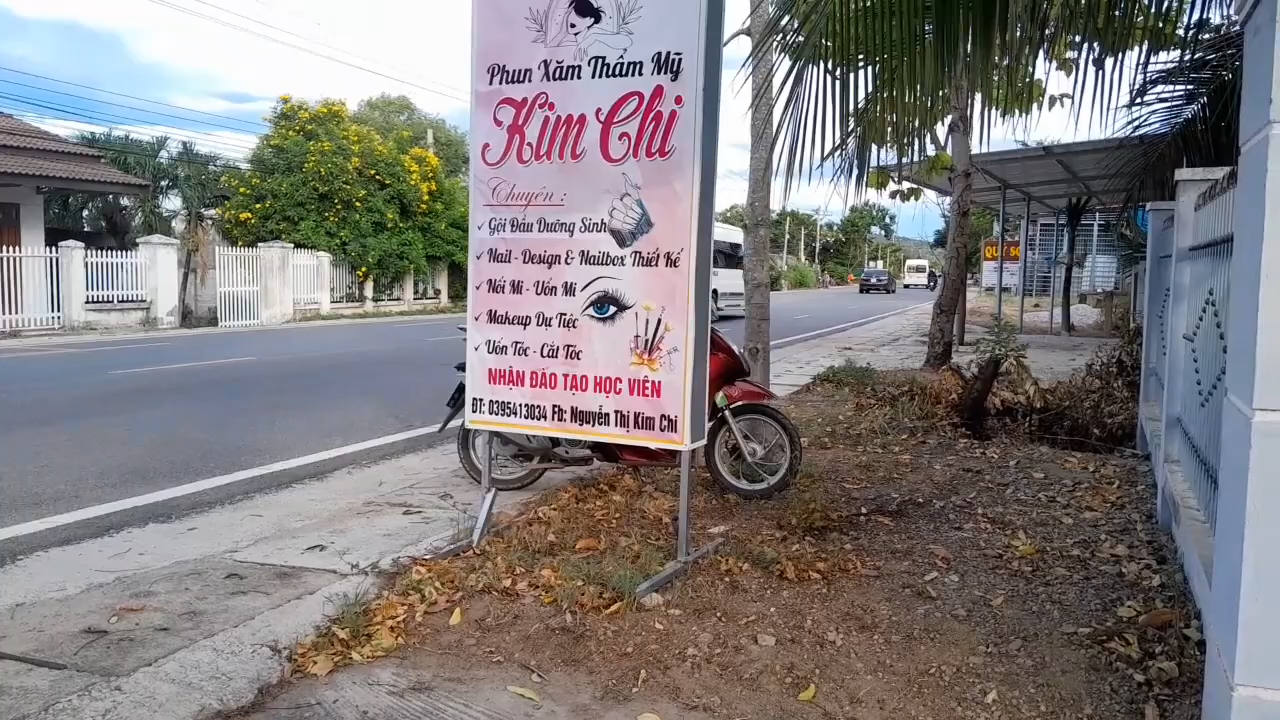 Phun Xăm Thẩm Mỹ
Kim Chi
Chuyên :
✓ Gội Đầu Dưỡng Sinh
✓ Nail - Design & Nailbox Thiết Kế
✓ Nối Mi - Uốn Mi
✓ Makeup Dự Tiệc
✓ Uốn Tóc - Cắt Tóc
NHẬN ĐÀO TẠO HỌC VIÊN
ĐT: 0395413034 Fb: Nguyễn Thị Kim Chi